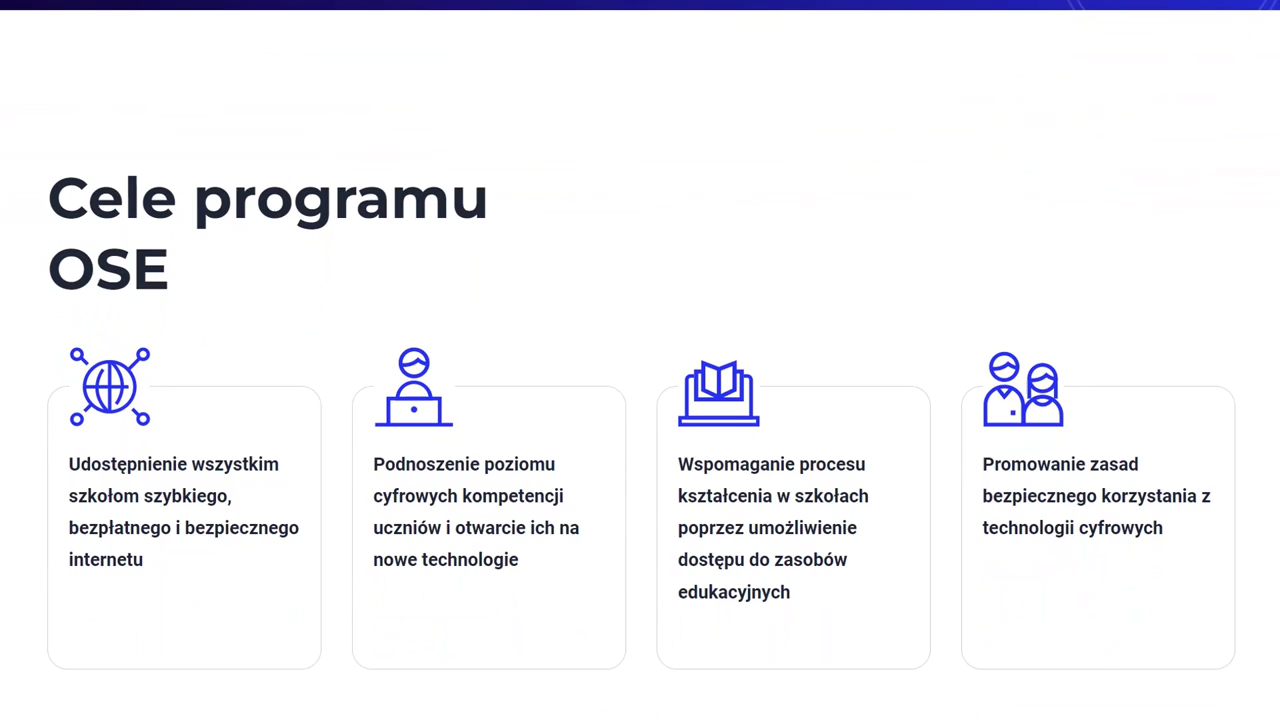 Cele programu
OSE
Udostępnienie wszystkim
szkołom szybkiego,
bezpłatnego i bezpiecznego
internetu
Podnoszenie poziomu
cyfrowych kompetencji
uczniów i otwarcie ich na
nowe technologie
Wspomaganie procesu
kształcenia w szkołach
poprzez umożliwienie
dostępu do zasobów
edukacyjnych
Promowanie zasad
bezpiecznego korzystania z
technologii cyfrowych